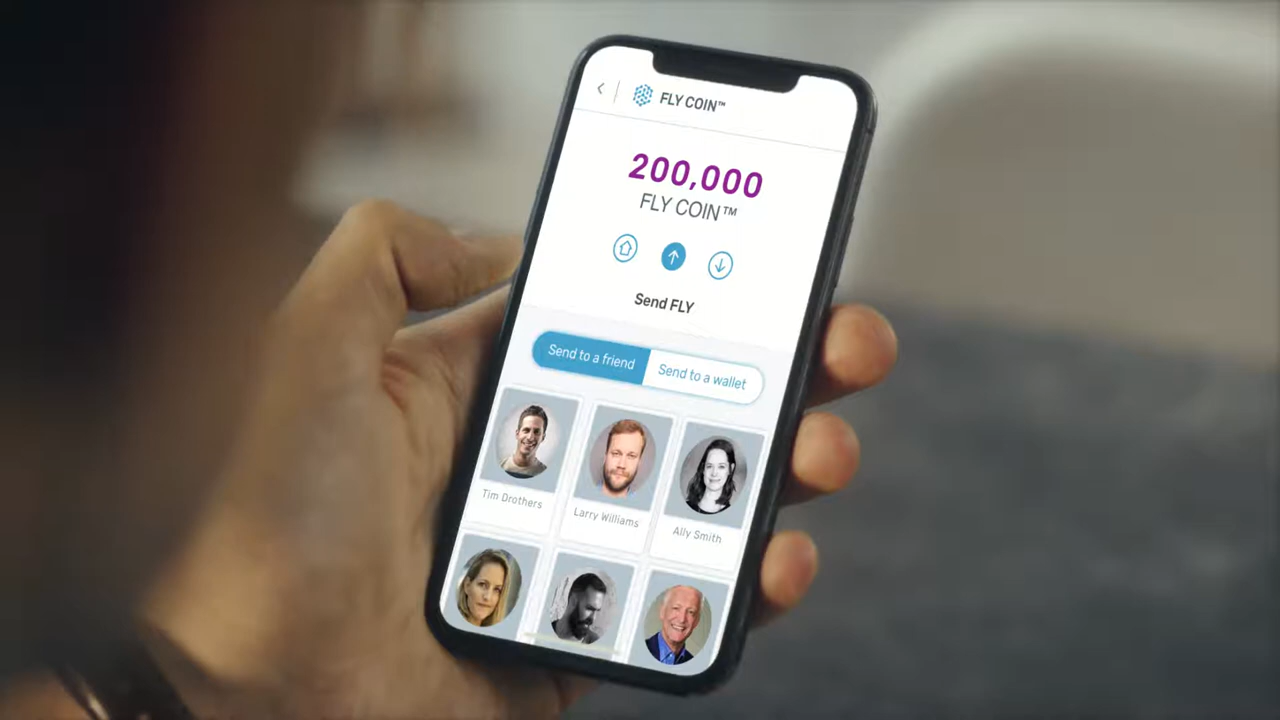 FLY COIN™
200,000
FLY COIN™
Send FLY
Send to a friend
Send to a wallet
Tim Drothers
Larry Williams
Ally Smith